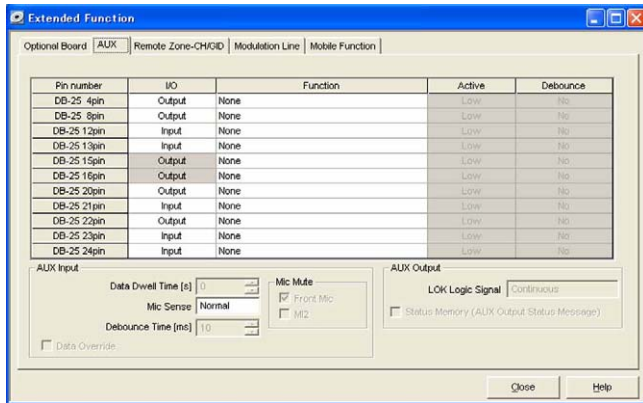 Extended Function
Optional Board AUX Remote Zone-CH/GID Modulation Line Mobile Function
Pin number I/O Function Active Debounce
DB-25 4pin Output None Low No
DB-25 8pin Output None Low No
DB-25 12pin Input None Low No
DB-25 13pin Input None Low No
DB-25 15pin Output None Low No
DB-25 16pin Output None Low No
DB-25 20pin Output None Low No
DB-25 21pin Input None Low No
DB-25 22pin Output None Low No
DB-25 23pin Input None Low No
DB-25 24pin Input None Low No
AUX Input
Data Dwell Time [s] 0
Mic Sense Normal
Debounce Time [ms] 10
Data Override
Mic Mute
Front Mic
MI2
AUX Output
LOK Logic Signal Continuous
Status Memory (AUX Output Status Message)
Close Help